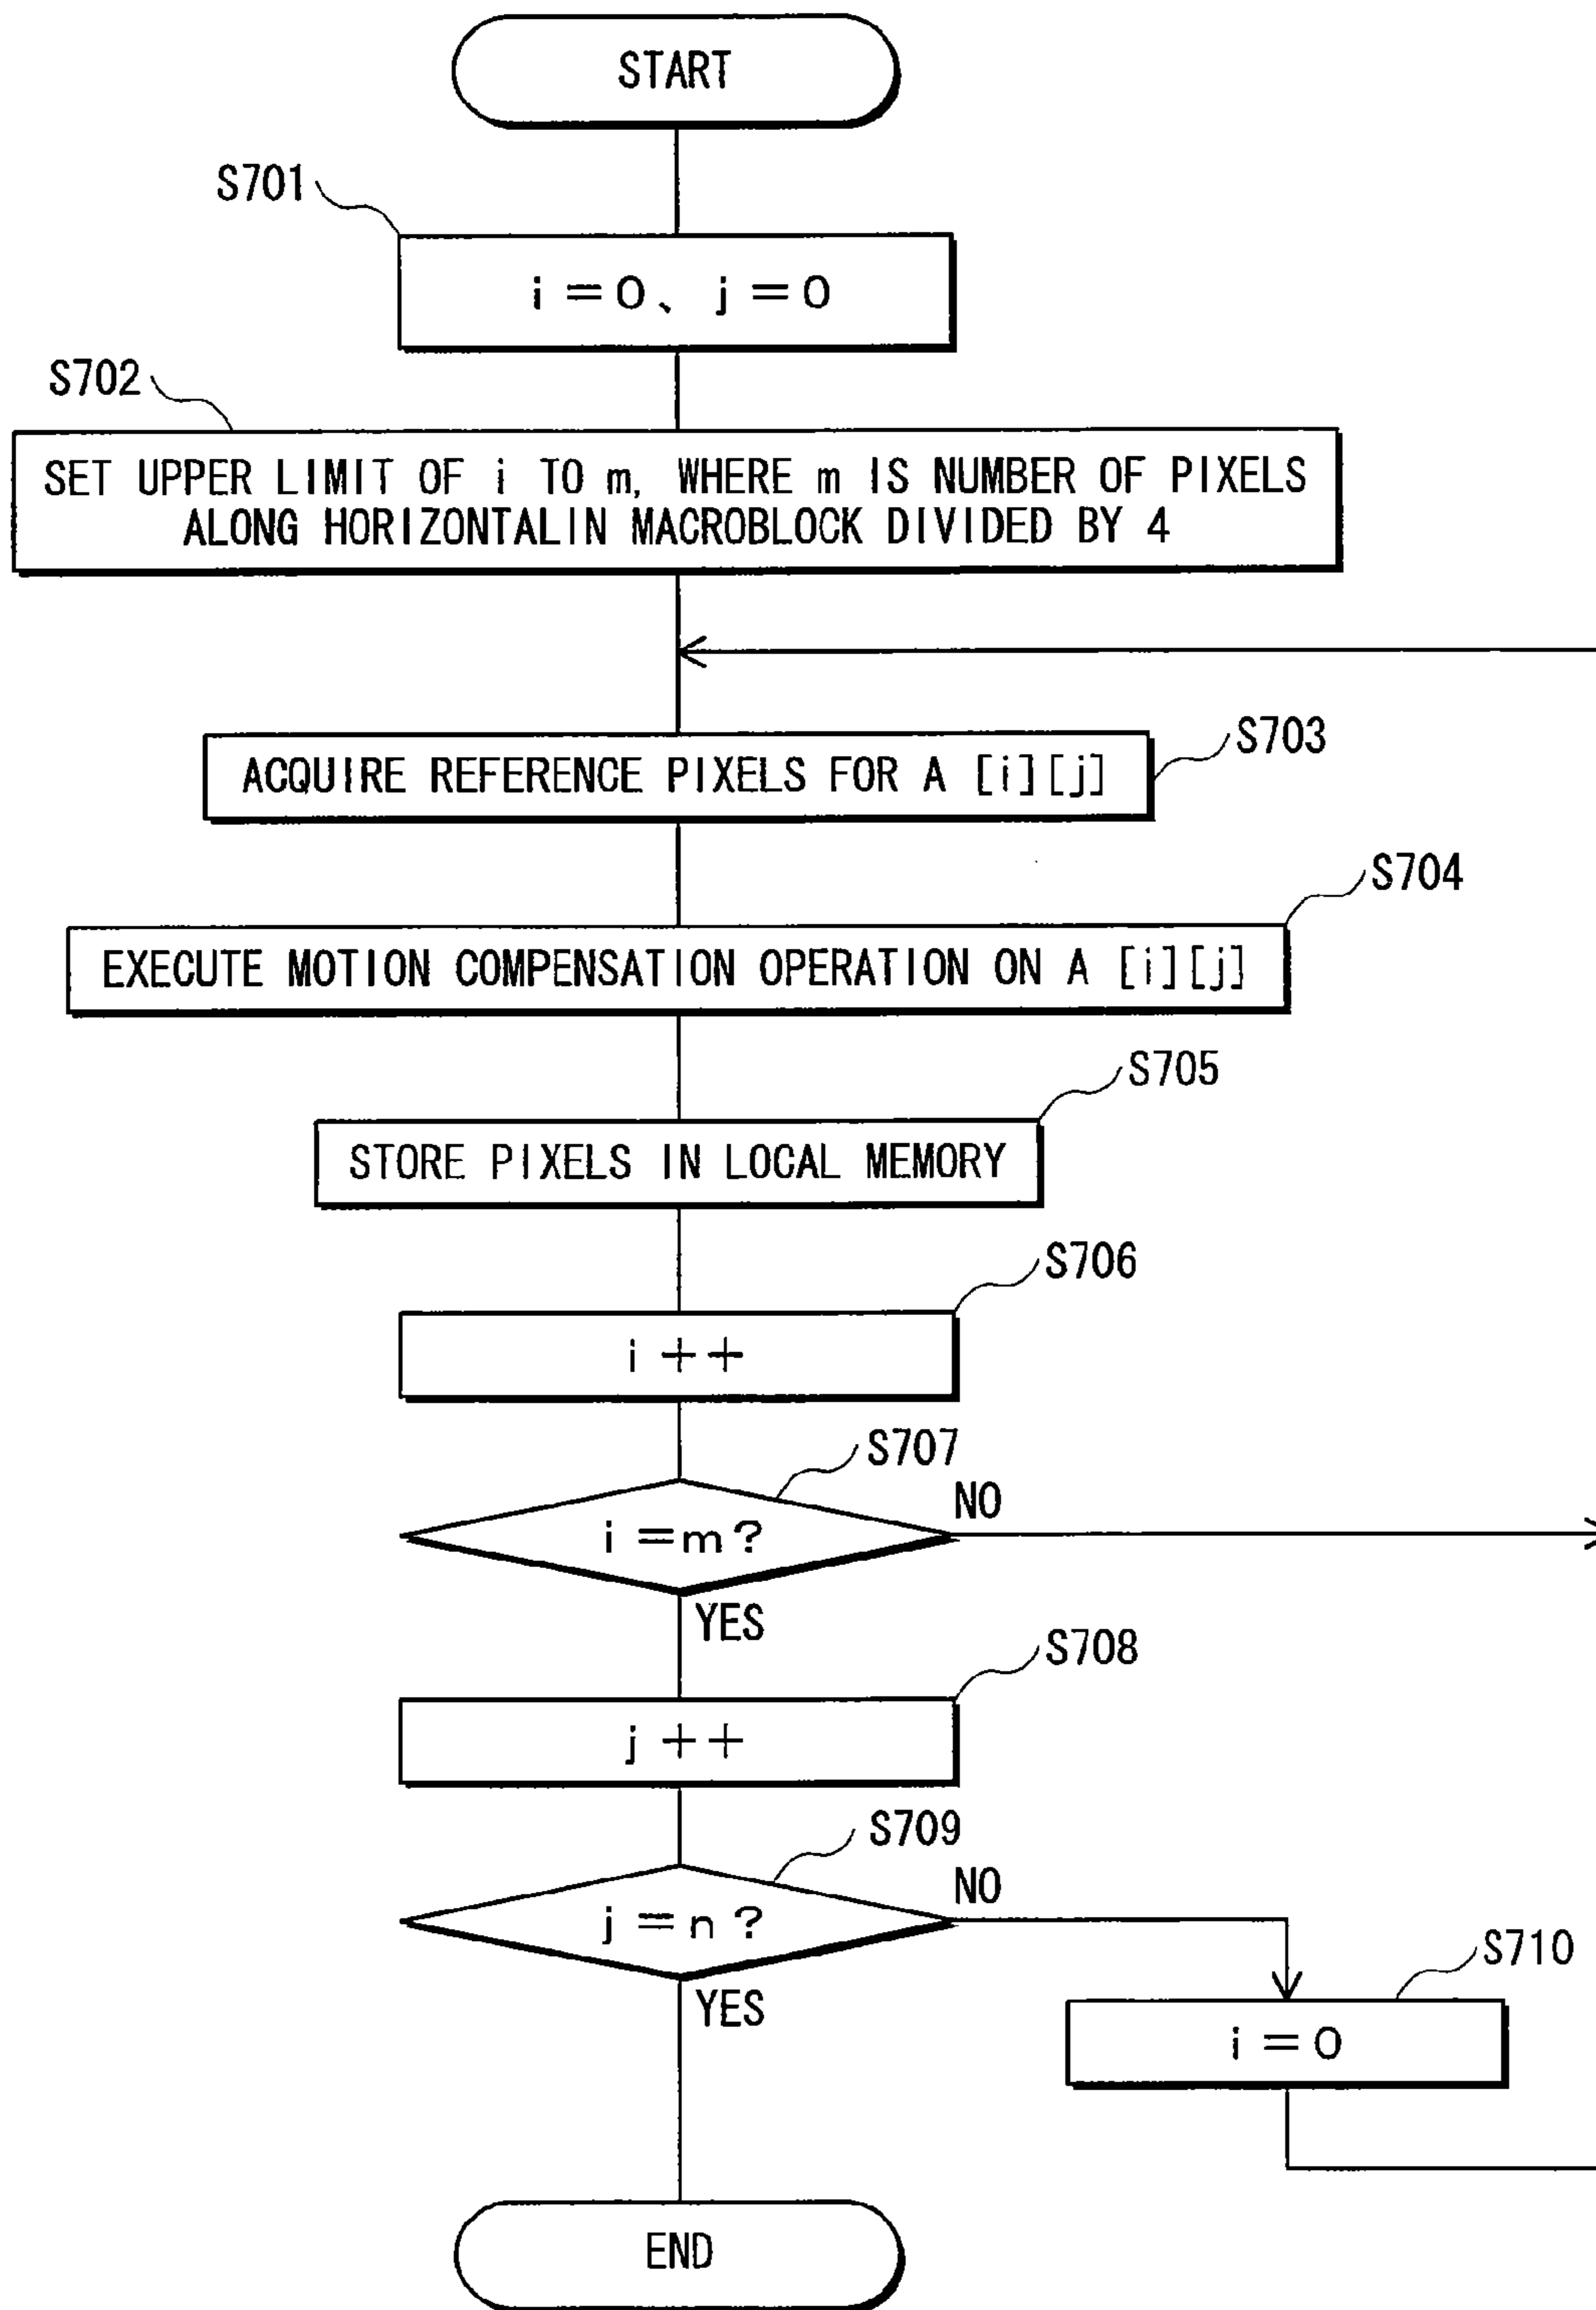 START
S701
i=0、j=0
S702
SET UPPER LIMIT OF i TO m, WHERE m IS NUMBER OF PIXELS
ALONG HORIZONTALIN MACROBLOCK DIVIDED BY 4
S703
ACQUIRE REFERENCE PIXELS FOR A [i][j]
S704
EXECUTE MOTION COMPENSATION OPERATION ON A [i][j]
S705
STORE PIXELS IN LOCAL MEMORY
S706
i++
S707
i=m?
NO
YES
S708
j++
S709
j=n?
NO
YES
S710
i=0
END